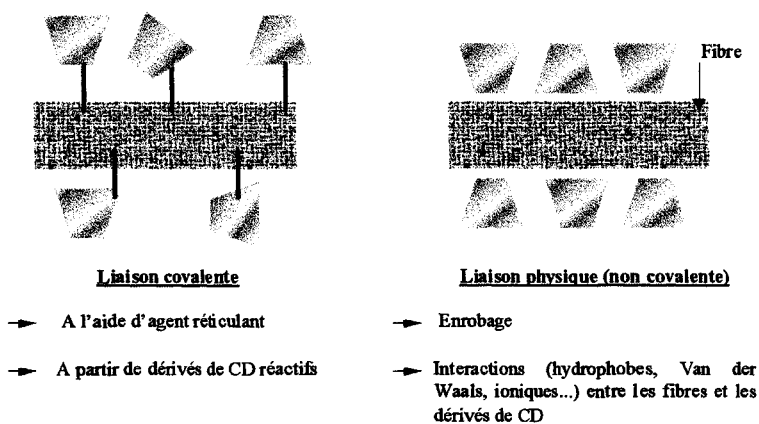 Fibre
Liaison covalente
→ A l'aide d'agent réticulant
→ A partir de dérivés de CD réactifs
Liaison physique (non covalente)
→ Enrobage
→ Interactions (hydrophobes, Van der
Waals, ioniques...) entre les fibres et les
dérivés de CD